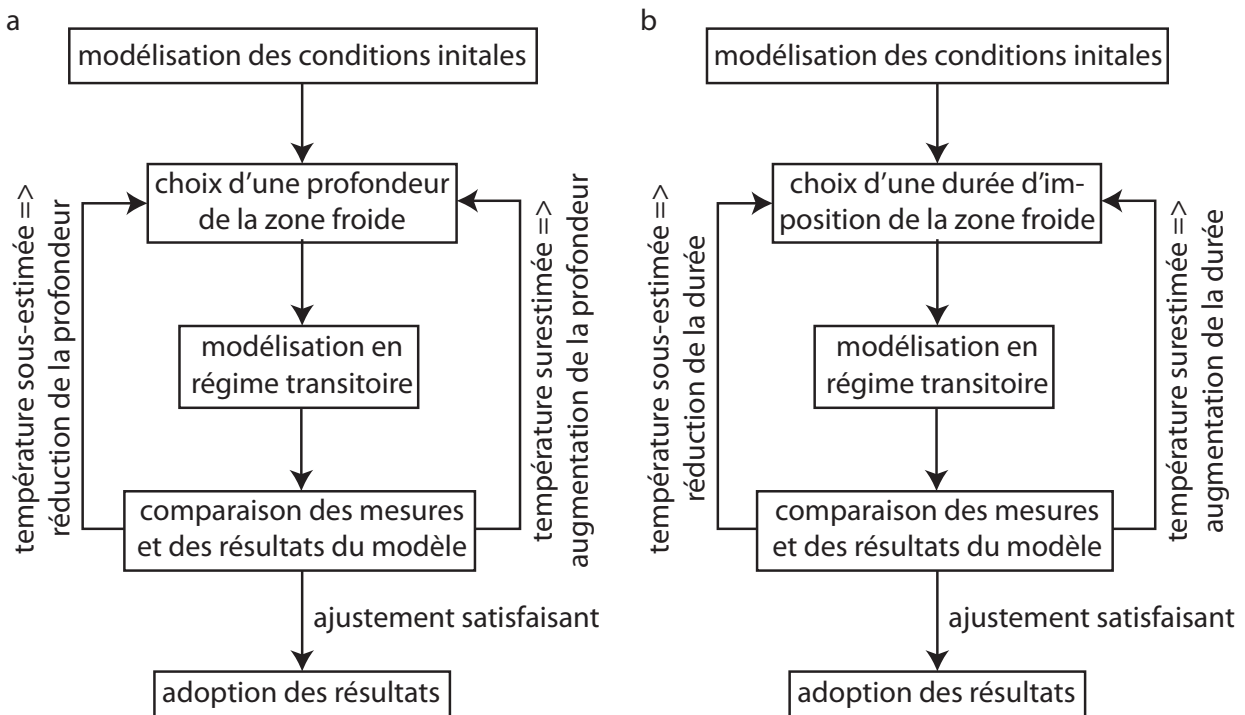 a
modélisation des conditions initales
choix d'une profondeur
de la zone froide
température sous-estimée =>
réduction de la profondeur
température surestimée =>
augmentation de la profondeur
modélisation en
régime transitoire
comparaison des mesures
et des résultats du modèle
ajustement satisfaisant
adoption des résultats
b
modélisation des conditions initales
choix d'une durée d'im-
position de la zone froide
température sous-estimée =>
réduction de la durée
température surestimée =>
augmentation de la durée
modélisation en
régime transitoire
comparaison des mesures
et des résultats du modèle
ajustement satisfaisant
adoption des résultats